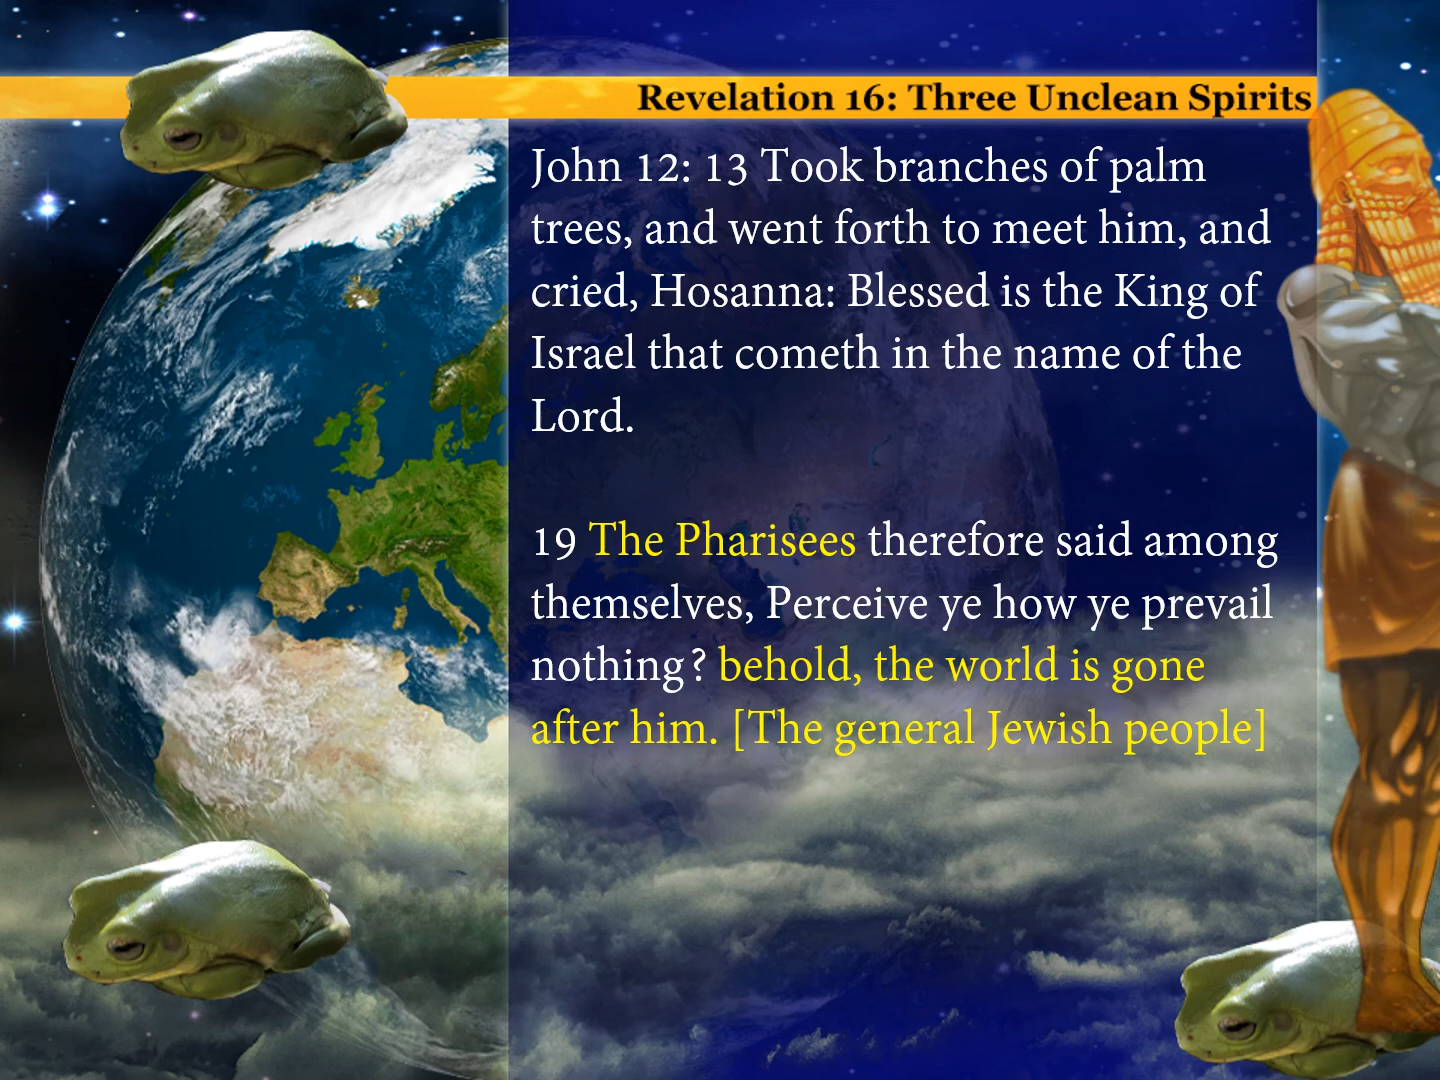 Revelation 16: Three Unclean Spirits
John 12: 13 Took branches of palm
trees, and went forth to meet him, and
cried, Hosanna: Blessed is the King of
Israel that cometh in the name of the
Lord.
19 The Pharisees therefore said among
themselves, Perceive ye how ye prevail
nothing? behold, the world is gone
after him. [The general Jewish people]